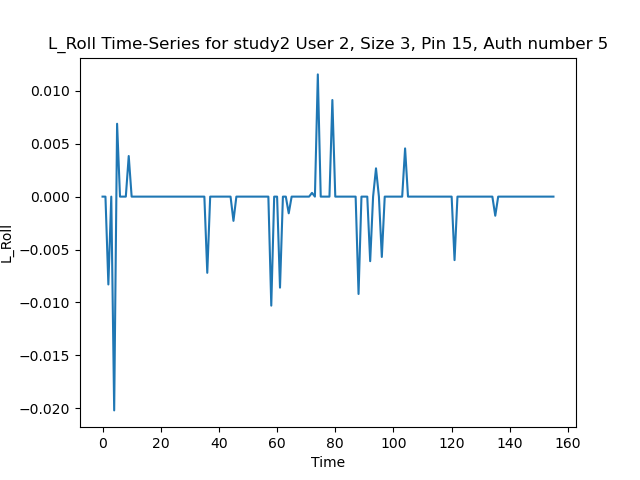 L_Roll Time-Series for study2 User 2, Size 3, Pin 15, Auth number 5
0.010
0.005
0.000
−0.005
−0.010
−0.015
−0.020
L_Roll
0 20 40 60 80 100 120 140 160
Time